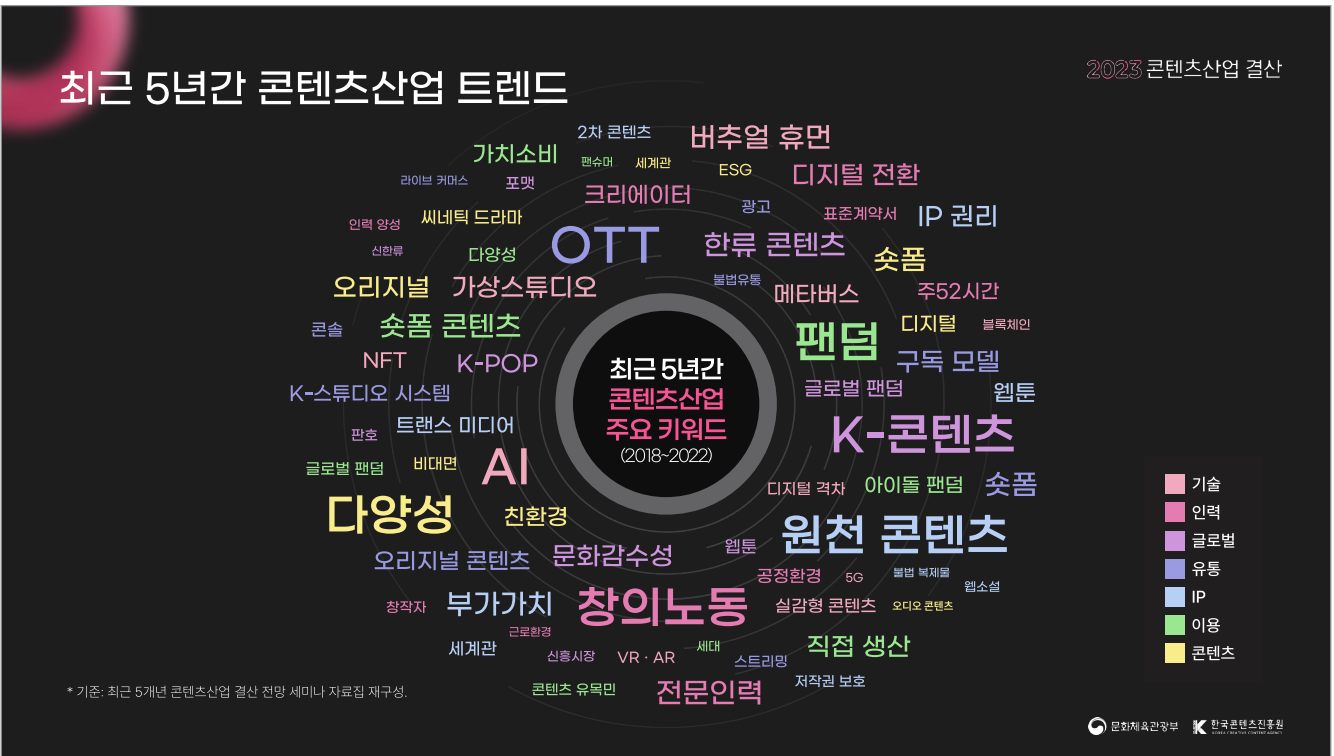 최근 5년간 콘텐츠산업 트렌드
2023 콘텐츠산업 결산
2차 콘텐츠
버추얼 휴먼
가치소비
팬슈머
세계관
ESG
디지털 전환
라이브 커머스
포맷
크리에이터
광고
표준계약서
IP 권리
인력 양성
씨네틱 드라마
신한류
다양성
OTT
한류 콘텐츠
숏폼
오리지널
가상스튜디오
불법유통
메타버스
주52시간
콘솔
숏폼 콘텐츠
팬덤
디지털
블록체인
NFT
K-POP
구독 모델
K-스튜디오 시스템
글로벌 팬덤
웹툰
판호
트랜스 미디어
K-콘텐츠
글로벌 팬덤
비대면
AI
디지털 격차
아이돌 팬덤
숏폼
다양성
친환경
원천 콘텐츠
오리지널 콘텐츠
문화감수성
웹툰
공정환경
5G
불법 복제물
웹소설
창작자
부가가치
창의노동
실감형 콘텐츠
오디오 콘텐츠
근로환경
세계관
신흥시장
VR · AR
세대
스트리밍
직접 생산
콘텐츠 유목민
전문인력
저작권 보호
최근 5년간
콘텐츠산업
주요 키워드
(2018~2022)
기술
인력
글로벌
유통
IP
이용
콘텐츠
* 기준: 최근 5개년 콘텐츠산업 결산 전망 세미나 자료집 재구성.
문화체육관광부
한국콘텐츠진흥원
KOREA CREATIVE CONTENT AGENCY